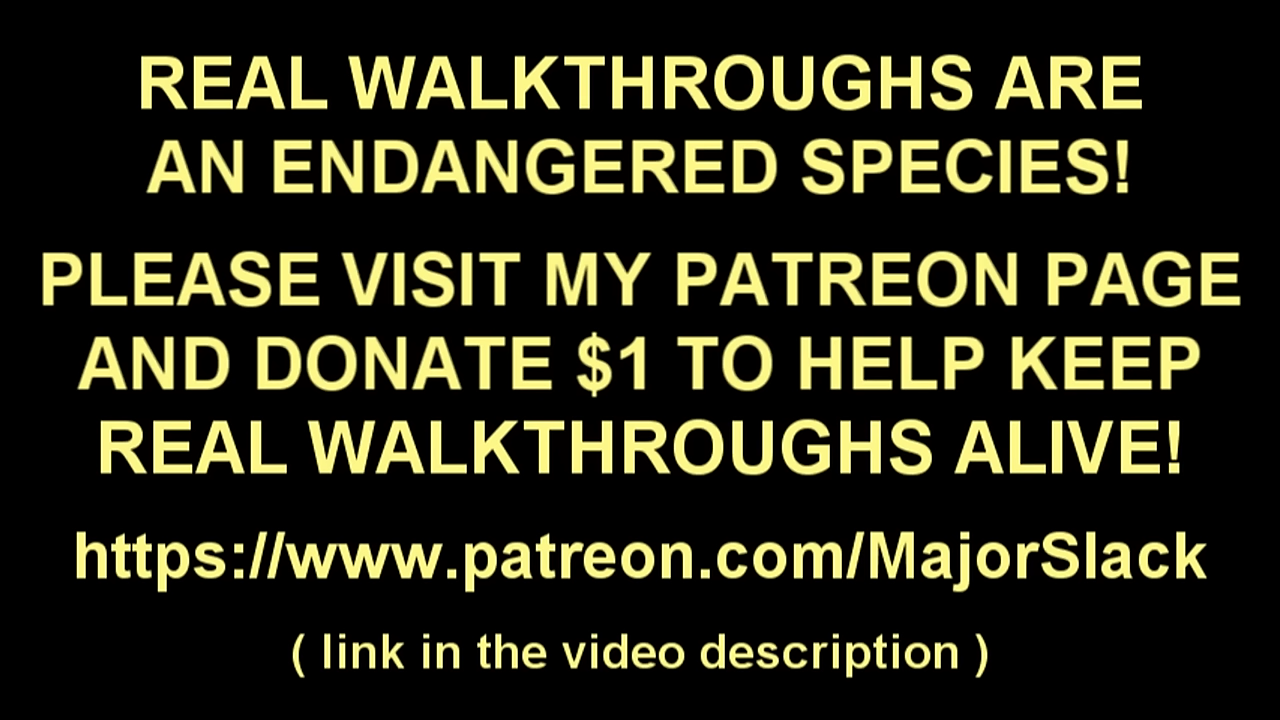 REAL WALKTHROUGHS ARE
AN ENDANGERED SPECIES!
PLEASE VISIT MY PATREON PAGE
AND DONATE $1 TO HELP KEEP
REAL WALKTHROUGHS ALIVE!
https://www.patreon.com/MajorSlack
( link in the video description )